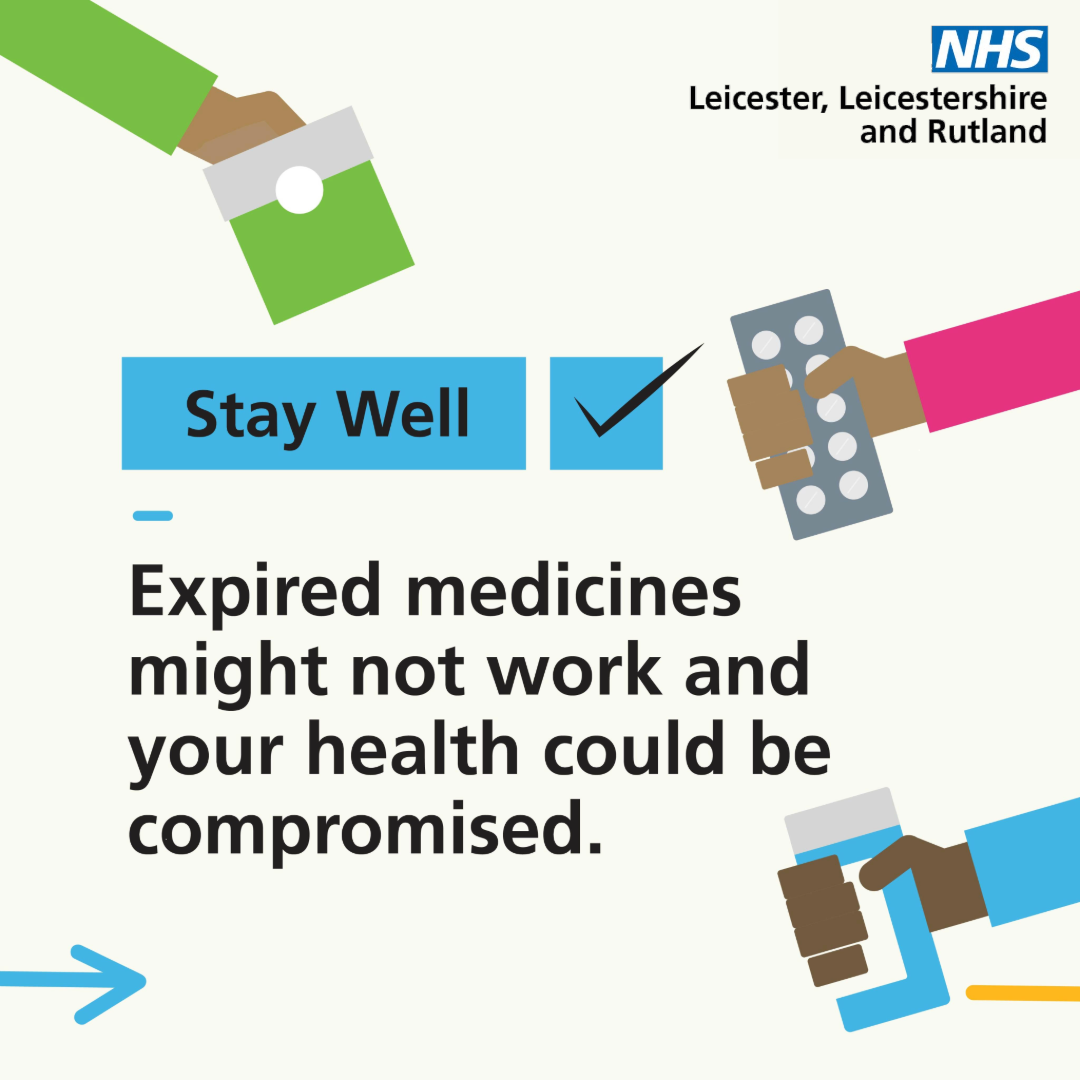 NHS
Leicester, Leicestershire
and Rutland
Stay Well
Expired medicines
might not work and
your health could be
compromised.